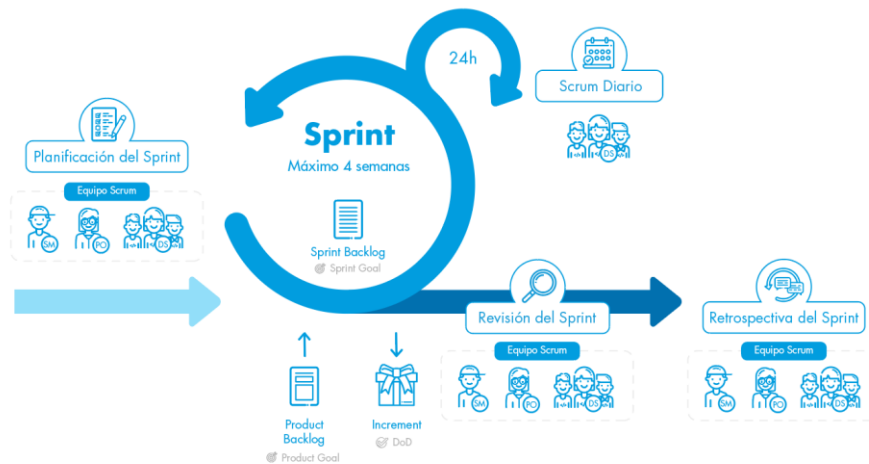 24h
Scrum Diario
DS
Sprint
Máximo 4 semanas
Planificación del Sprint
Equipo Scrum
SM
PO
DS
Sprint Backlog
Sprint Goal
Revisión del Sprint
Equipo Scrum
SM
PO
DS
Retrospectiva del Sprint
Equipo Scrum
SM
PO
DS
Product
Backlog
Product Goal
Increment
DoD